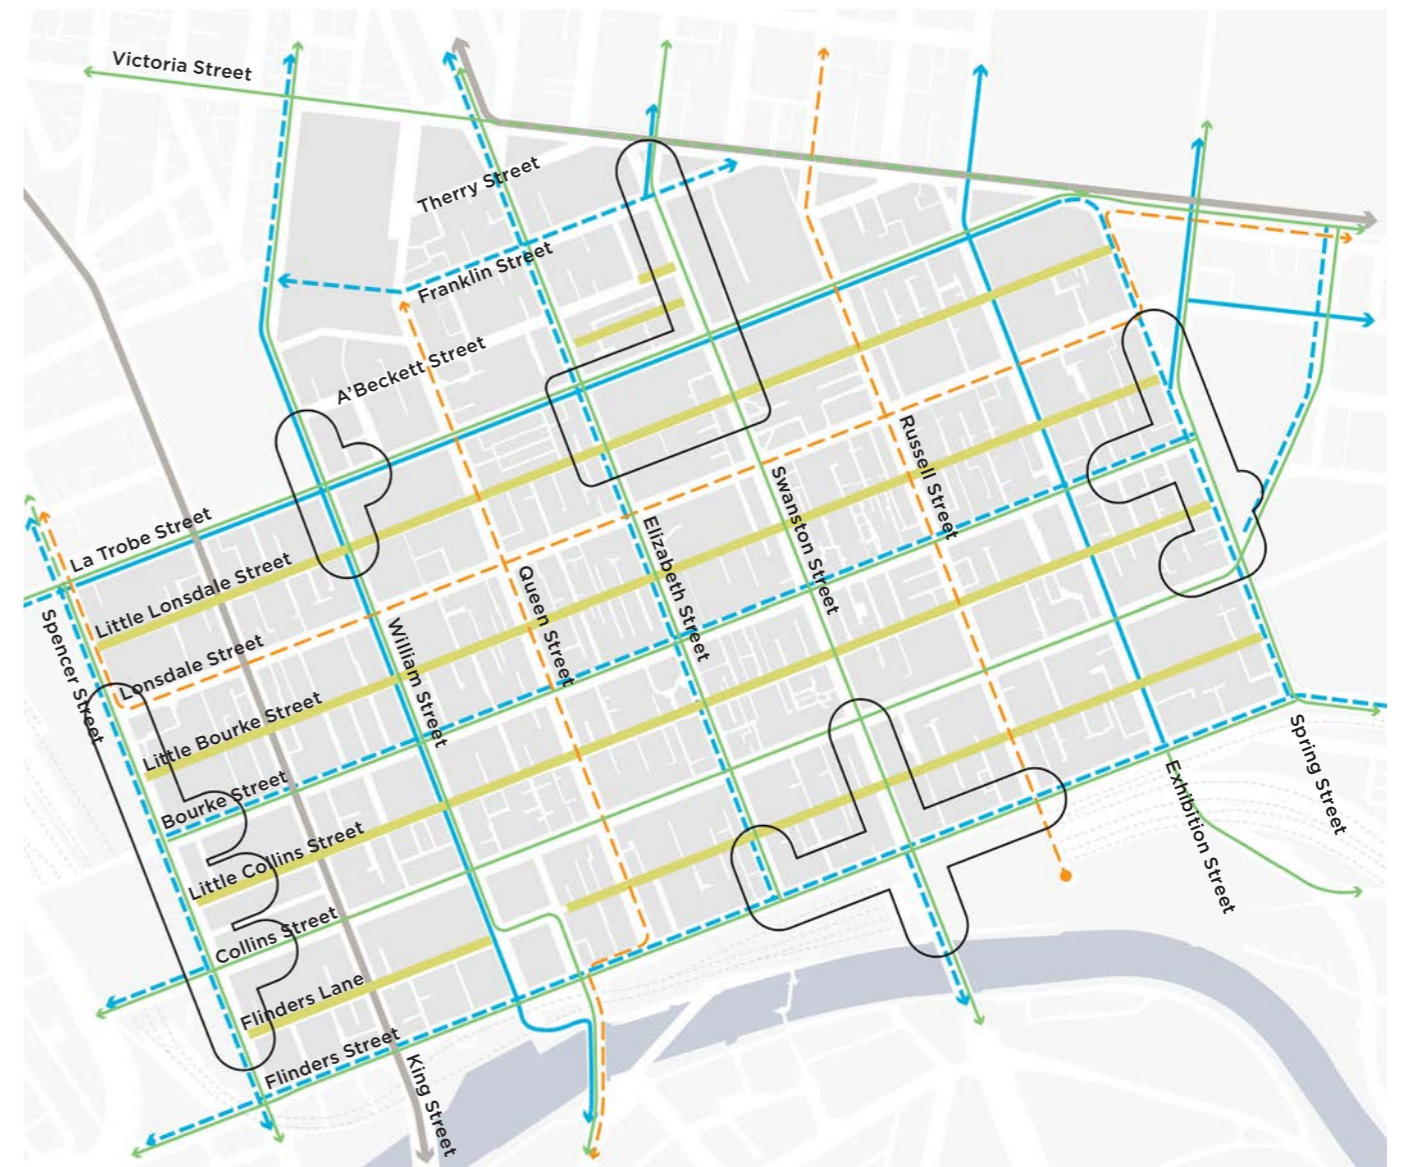 Victoria Street
Therry Street
Franklin Street
A'Beckett Street
La Trobe Street
Little Lonsdale Street
Lonsdale Street
Little Bourke Street
Bourke Street
Little Collins Street
Collins Street
Flinders Lane
Flinders Street
Spencer Street
King Street
William Street
Queen Street
Elizabeth Street
Swanston Street
Russell Street
Exhibition Street
Spring Street